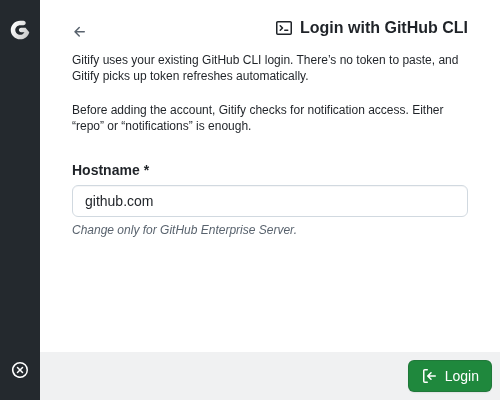 Login with GitHub CLI
Gitify uses your existing GitHub CLI login. There’s no token to paste, and
Gitify picks up token refreshes automatically.
Before adding the account, Gitify checks for notification access. Either
“repo” or “notifications” is enough.
Hostname *
github.com
Change only for GitHub Enterprise Server.
Login